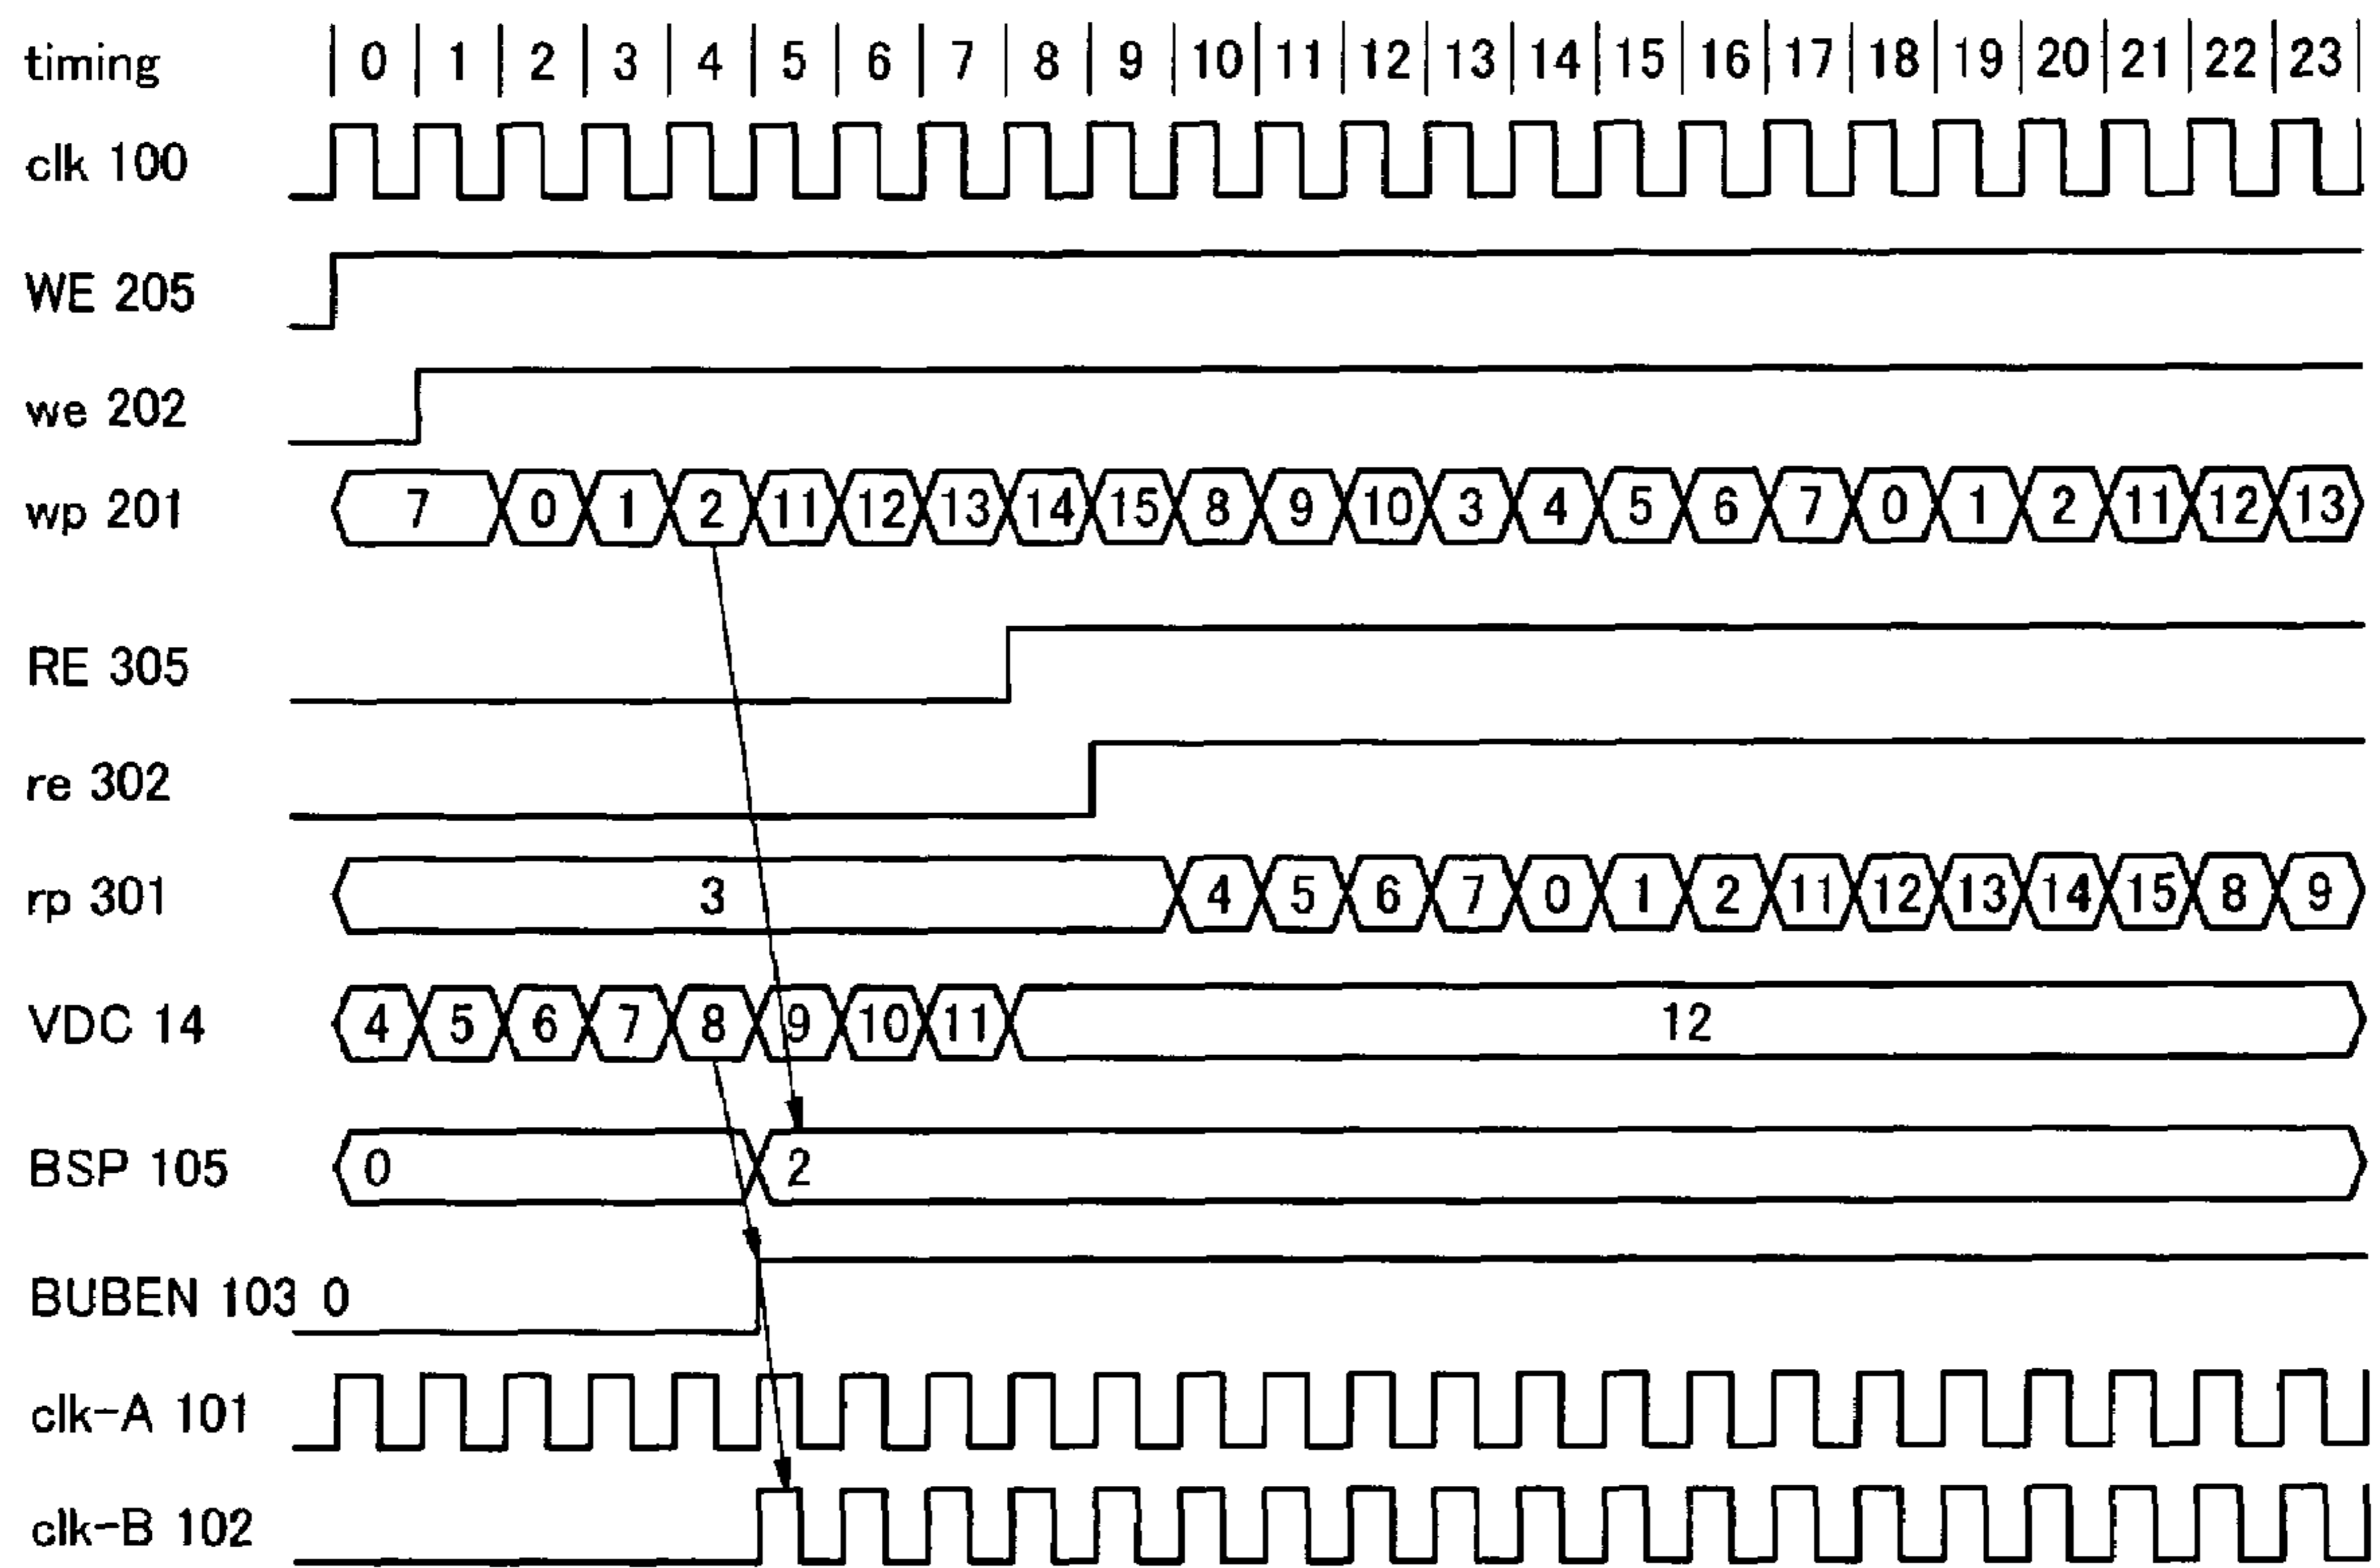 timing 0 1 2 3 4 5 6 7 8 9 10 11 12 13 14 15 16 17 18 19 20 21 22 23
clk 100
WE 205
we 202
wp 201 7 0 1 2 11 12 13 14 15 8 9 10 3 4 5 6 7 0 1 2 11 12 13
RE 305
re 302
rp 301 3 4 5 6 7 0 1 2 11 12 13 14 15 8 9
VDC 14 4 5 6 7 8 9 10 11 12
BSP 105 0 2
BUBEN 103 0
clk-A 101
clk-B 102